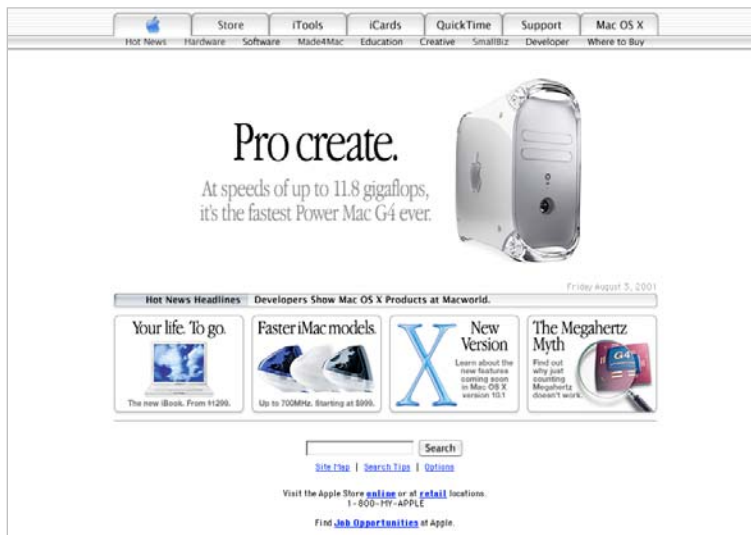 Store iTools iCards QuickTime Support Mac OS X
Hot News Hardware Software Made4Mac Education Creative SmallBiz Developer Where to Buy
Pro create.
At speeds of up to 11.8 gigaflops,
it's the fastest Power Mac G4 ever.
Friday August 3, 2001
Hot News Headlines Developers Show Mac OS X Products at Macworld.
Your life. To go.
The new iBook. From $1299.
Faster iMac models.
Up to 700MHz. Starting at $999.
X
New
Version
Learn about the
new features
coming soon
in Mac OS X
version 10.1
The Megahertz
Myth
Find out
why just
counting
Megahertz
doesn't work.
G4
Search
Site Map | Search Tips | Options
Visit the Apple Store online or at retail locations.
1-800-MY-APPLE
Find Job Opportunities at Apple.